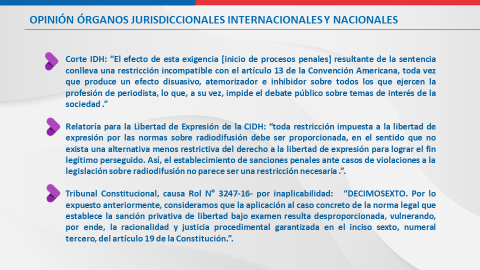 OPINIÓN ÓRGANOS JURISDICCIONALES INTERNACIONALES Y NACIONALES
Corte IDH: “El efecto de esta exigencia [inicio de procesos penales] resultante de la sentencia
conlleva una restricción incompatible con el artículo 13 de la Convención Americana, toda vez
que produce un efecto disuasivo, atemorizador e inhibidor sobre todos los que ejercen la
profesión de periodista, lo que, a su vez, impide el debate público sobre temas de interés de la
sociedad .”
Relatoría para la Libertad de Expresión de la CIDH: “toda restricción impuesta a la libertad de
expresión por las normas sobre radiodifusión debe ser proporcionada, en el sentido que no
exista una alternativa menos restrictiva del derecho a la libertad de expresión para lograr el fin
legítimo perseguido. Así, el establecimiento de sanciones penales ante casos de violaciones a la
legislación sobre radiodifusión no parece ser una restricción necesaria .”.
Tribunal Constitucional, causa Rol N° 3247-16- por inaplicabilidad: “DECIMOSEXTO. Por lo
expuesto anteriormente, consideramos que la aplicación al caso concreto de la norma legal que
establece la sanción privativa de libertad bajo examen resulta desproporcionada, vulnerando,
por ende, la racionalidad y justicia procedimental garantizada en el inciso sexto, numeral
tercero, del artículo 19 de la Constitución.”.